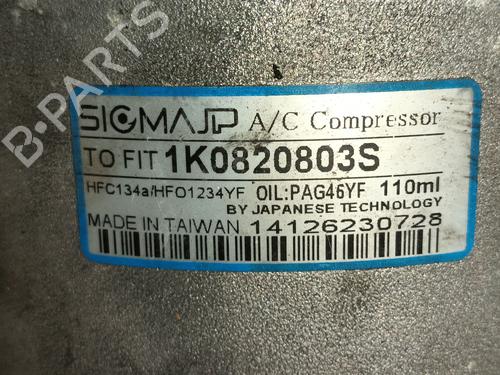 B-PARTS
SIGMAJP A/C Compressor
TO FIT 1K0820803S
HFC134a/HFO1234YF OIL:PAG46YF 110ml
BY JAPANESE TECHNOLOGY
MADE IN TAIWAN 14126230728